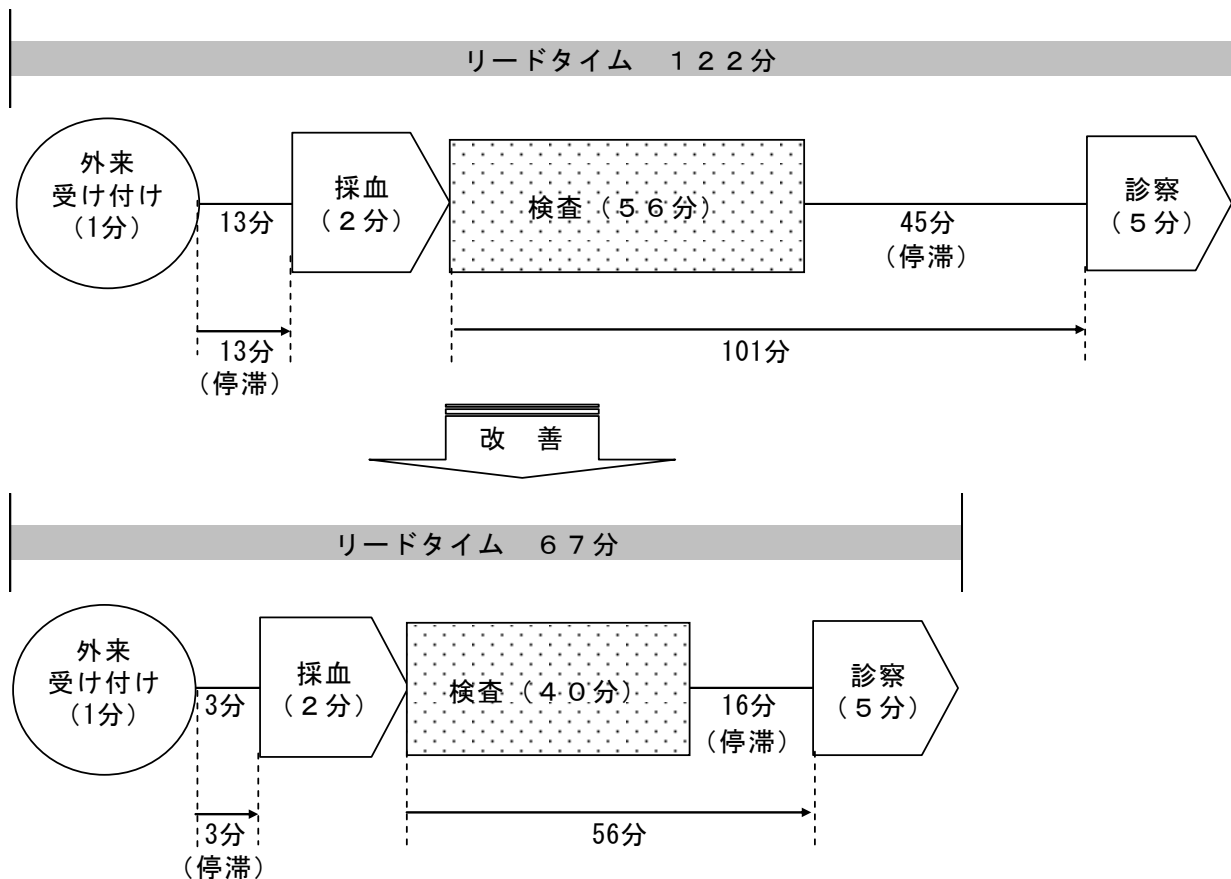 リードタイム　１２２分
外来
受け付け
(1分)
13分
採血
（２分）
検査（５６分）
45分
（停滞）
診察
（５分）
13分
（停滞）
101分
改　善
リードタイム　６７分
外来
受け付け
(1分)
3分
採血
（２分）
検査（４０分）
16分
（停滞）
診察
（５分）
3分
（停滞）
56分